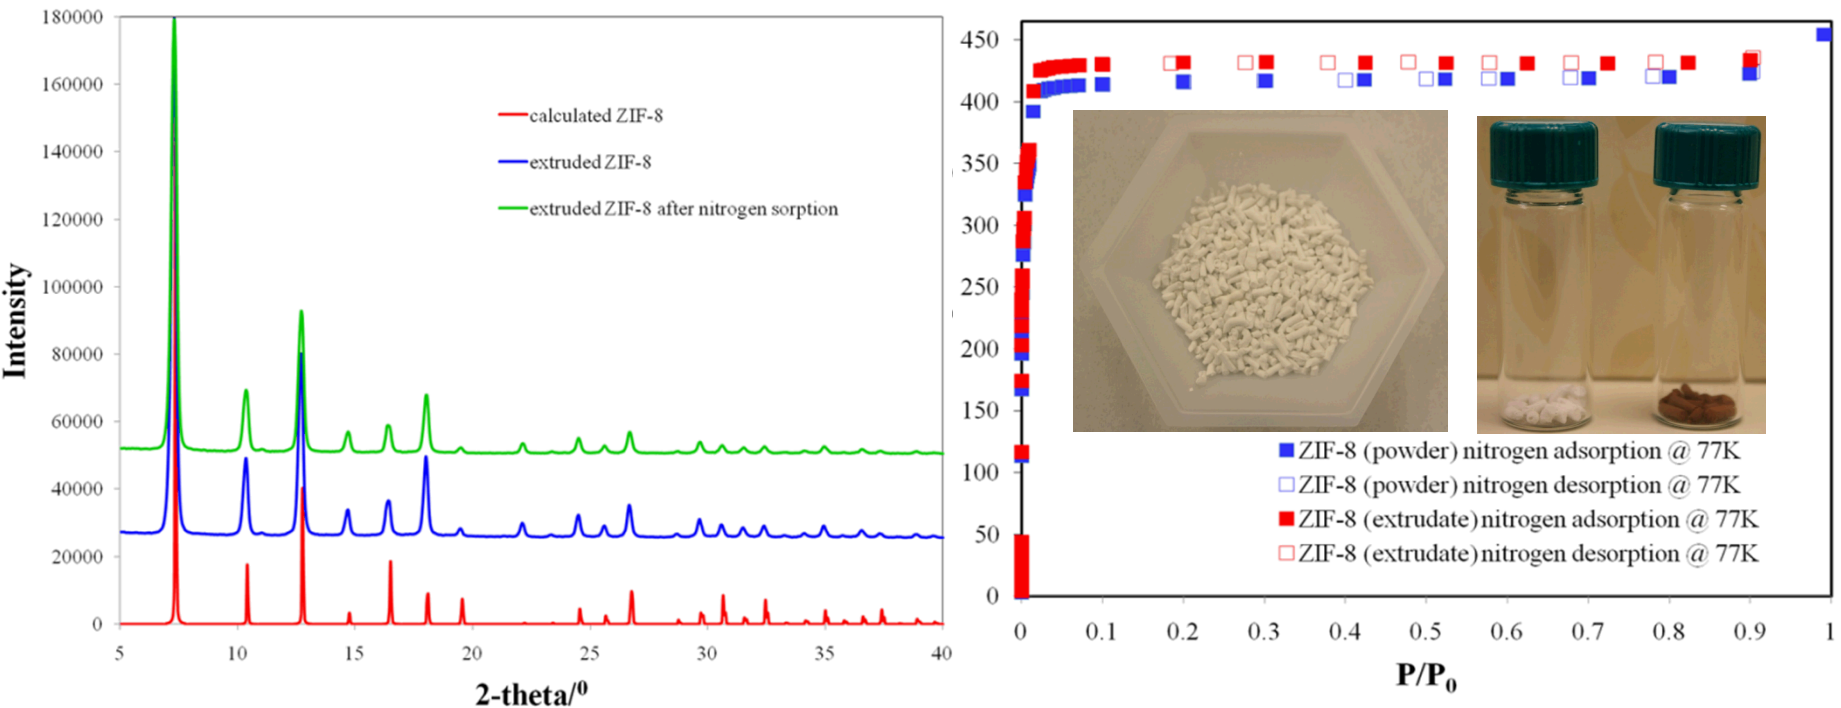 180000
160000
140000
120000
100000
80000
60000
40000
20000
0
Intensity
calculated ZIF-8
extruded ZIF-8
extruded ZIF-8 after nitrogen sorption
5 10 15 20 25 30 35 40
2-theta/⁰
450
400
350
300
250
200
150
100
50
0
ZIF-8 (powder) nitrogen adsorption @ 77K
ZIF-8 (powder) nitrogen desorption @ 77K
ZIF-8 (extrudate) nitrogen adsorption @ 77K
ZIF-8 (extrudate) nitrogen desorption @ 77K
0 0.1 0.2 0.3 0.4 0.5 0.6 0.7 0.8 0.9 1
P/P₀